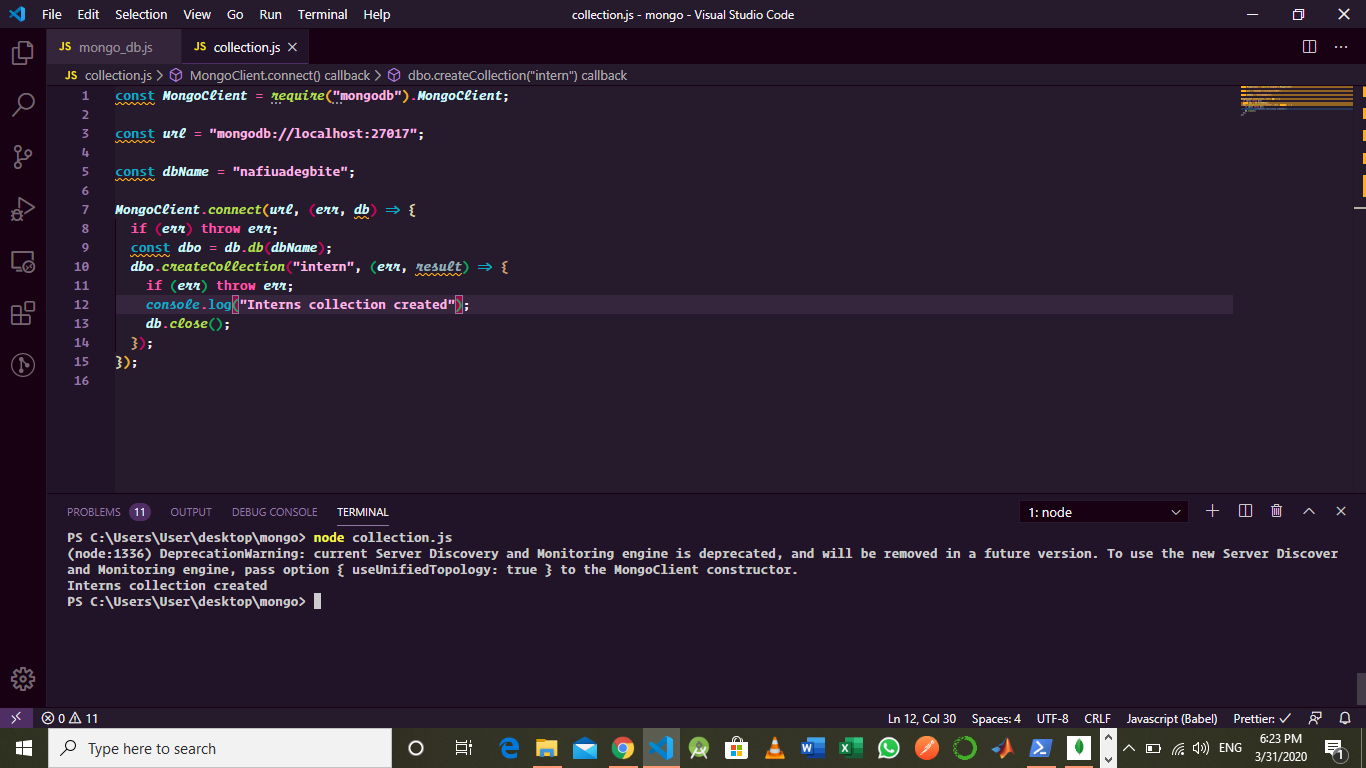 File Edit Selection View Go Run Terminal Help collection.js - mongo - Visual Studio Code
JS mongo_db.js JS collection.js
JS collection.js > MongoClient.connect() callback > dbo.createCollection("intern") callback
1 const MongoClient = require("mongodb").MongoClient;
2
3 const url = "mongodb://localhost:27017";
4
5 const dbName = "nafiuadegbite";
6
7 MongoClient.connect(url, (err, db) => {
8 if (err) throw err;
9 const dbo = db.db(dbName);
10 dbo.createCollection("intern", (err, result) => {
11 if (err) throw err;
12 console.log("Interns collection created");
13 db.close();
14 });
15 });
16
PROBLEMS 11 OUTPUT DEBUG CONSOLE TERMINAL 1: node
PS C:\Users\User\desktop\mongo> node collection.js
(node:1336) DeprecationWarning: current Server Discovery and Monitoring engine is deprecated, and will be removed in a future version. To use the new Server Discover
and Monitoring engine, pass option { useUnifiedTopology: true } to the MongoClient constructor.
Interns collection created
PS C:\Users\User\desktop\mongo>
0 11 Ln 12, Col 30 Spaces: 4 UTF-8 CRLF Javascript (Babel) Prettier: ✓
Type here to search ENG 6:23 PM
3/31/2020 1